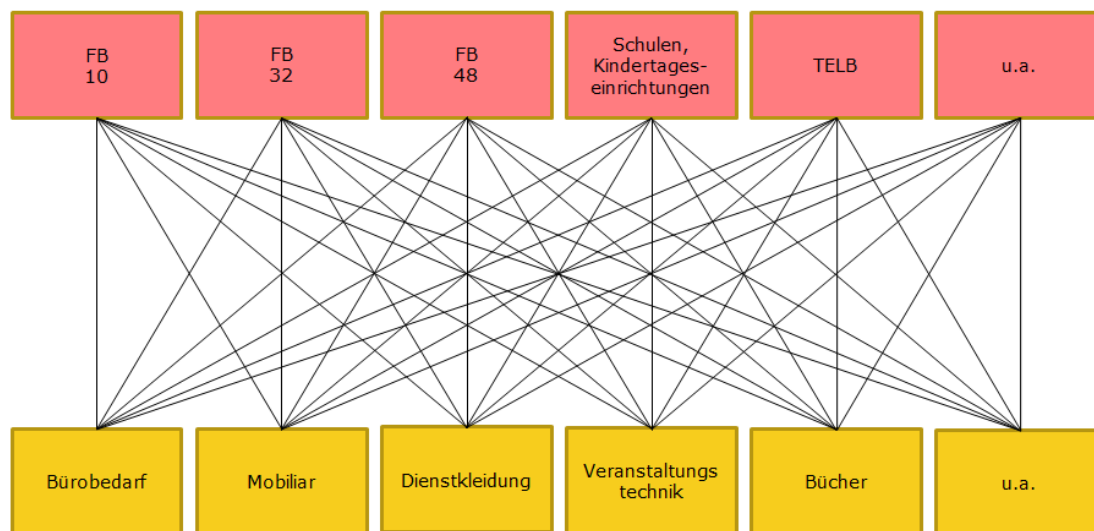 FB
10
FB
32
FB
48
Schulen,
Kindertages-
einrichtungen
TELB
u.a.
Bürobedarf
Mobiliar
Dienstkleidung
Veranstaltungs
technik
Bücher
u.a.